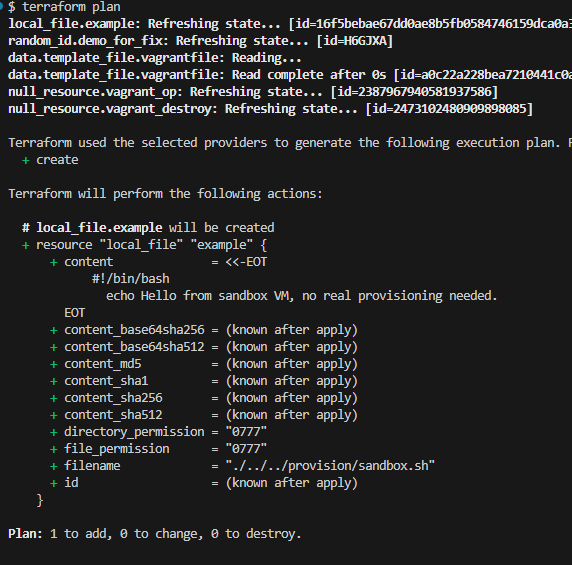 $ terraform plan
local_file.example: Refreshing state... [id=16f5bebae67dd0ae8b5fb0584746159dca0a3
random_id.demo_for_fix: Refreshing state... [id=H6GJXA]
data.template_file.vagrantfile: Reading...
data.template_file.vagrantfile: Read complete after 0s [id=a0c22a228bea7210441c0a
null_resource.vagrant_op: Refreshing state... [id=2387967940581937586]
null_resource.vagrant_destroy: Refreshing state... [id=2473102480909898085]
Terraform used the selected providers to generate the following execution plan. R
+ create
Terraform will perform the following actions:
# local_file.example will be created
+ resource "local_file" "example" {
+ content = <<-EOT
#!/bin/bash
echo Hello from sandbox VM, no real provisioning needed.
EOT
+ content_base64sha256 = (known after apply)
+ content_base64sha512 = (known after apply)
+ content_md5 = (known after apply)
+ content_sha1 = (known after apply)
+ content_sha256 = (known after apply)
+ content_sha512 = (known after apply)
+ directory_permission = "0777"
+ file_permission = "0777"
+ filename = "./../../provision/sandbox.sh"
+ id = (known after apply)
}
Plan: 1 to add, 0 to change, 0 to destroy.